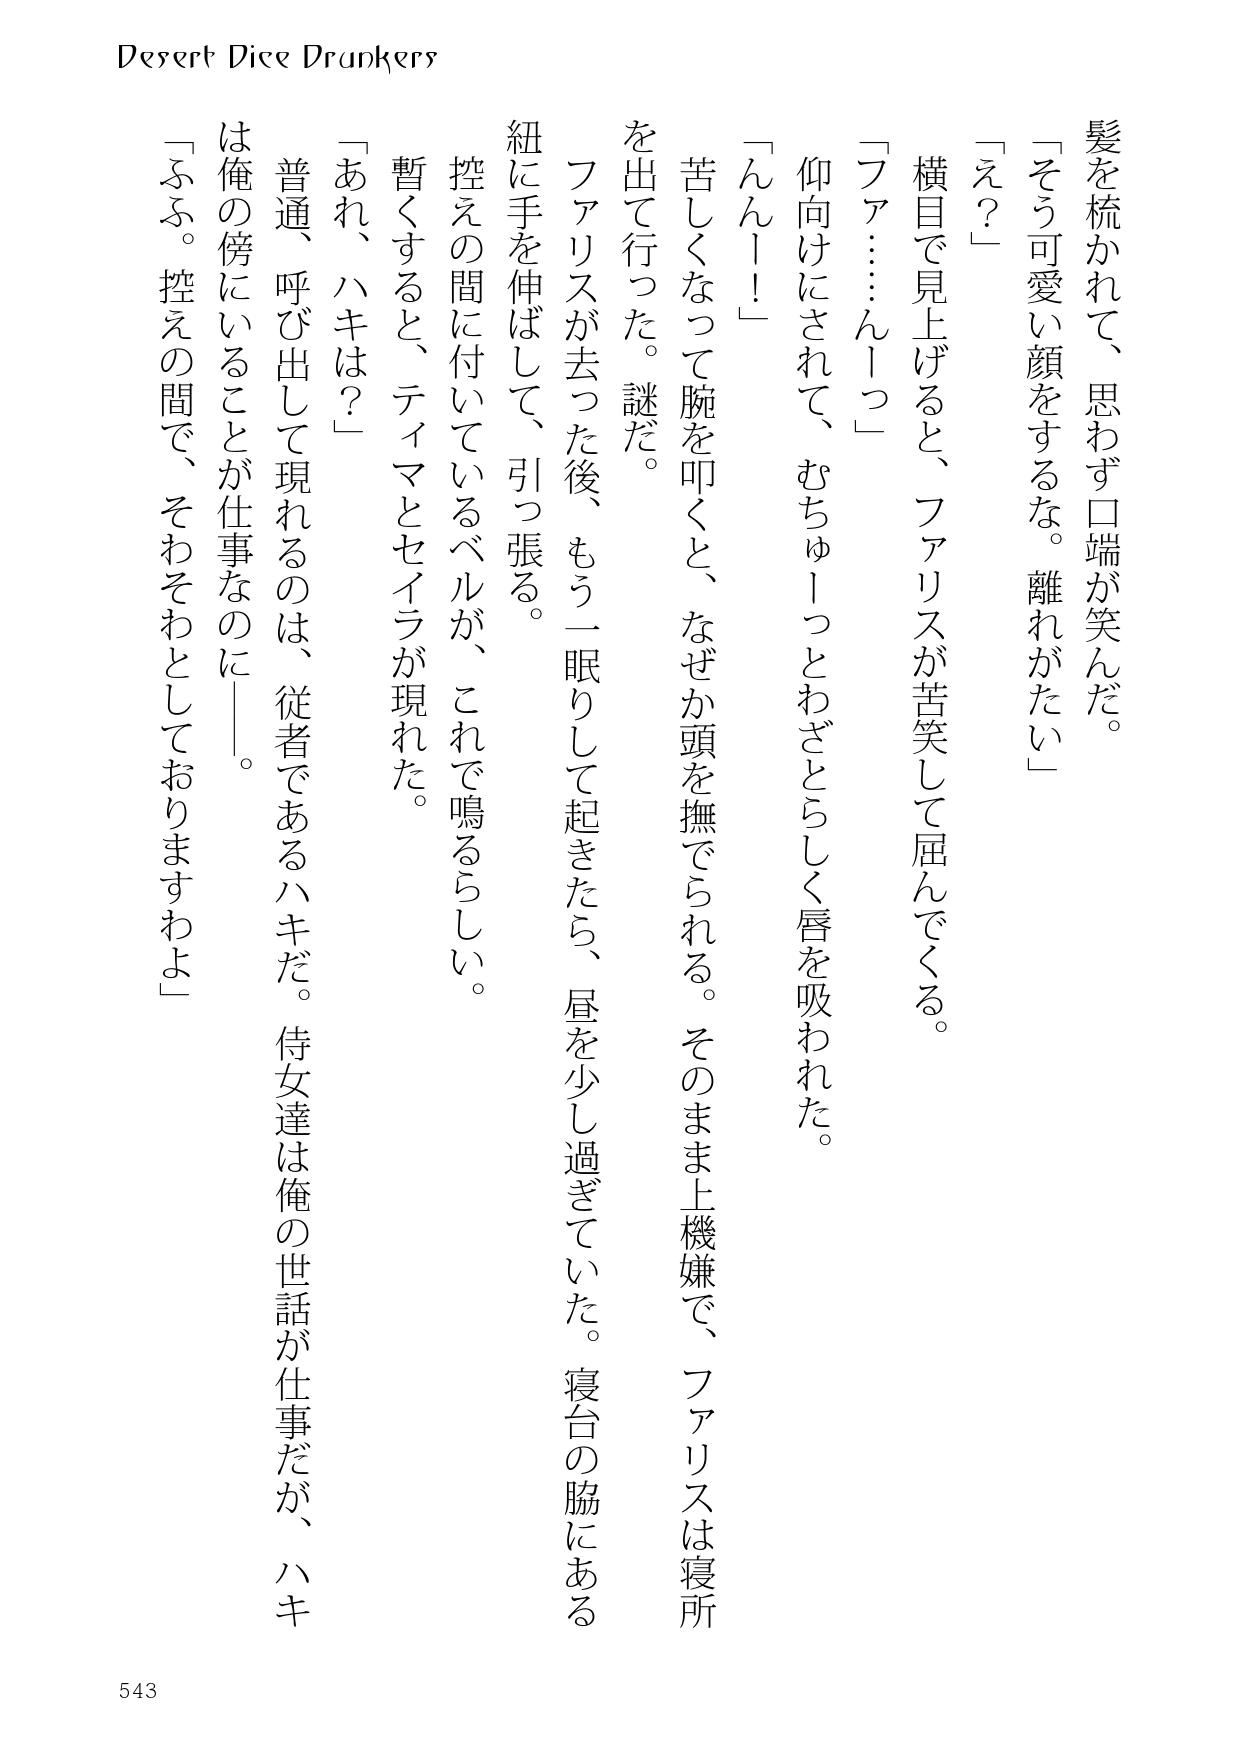 Desert Dice Drunkers
髪を梳かれて、思わず口端が笑んだ。
「そう可愛い顔をするな。離れがたい」
「え？」
横目で見上げると、ファリスが苦笑して屈んでくる。
「ファ……んーっ」
仰向けにされて、むちゅーっとわざとらしく唇を吸われた。
「んんー！」
苦しくなって腕を叩くと、なぜか頭を撫でられる。そのまま上機嫌で、ファリスは寝所
を出て行った。謎だ。
ファリスが去った後、もう一眠りして起きたら、昼を少し過ぎていた。寝台の脇にある
紐に手を伸ばして、引っ張る。
控えの間に付いているベルが、これで鳴るらしい。
暫くすると、ティマとセイラが現れた。
「あれ、ハキは？」
普通、呼び出して現れるのは、従者であるハキだ。侍女達は俺の世話が仕事だが、ハキ
は俺の傍にいることが仕事なのに――。
「ふふ。控えの間で、そわそわとしておりますわよ」
543